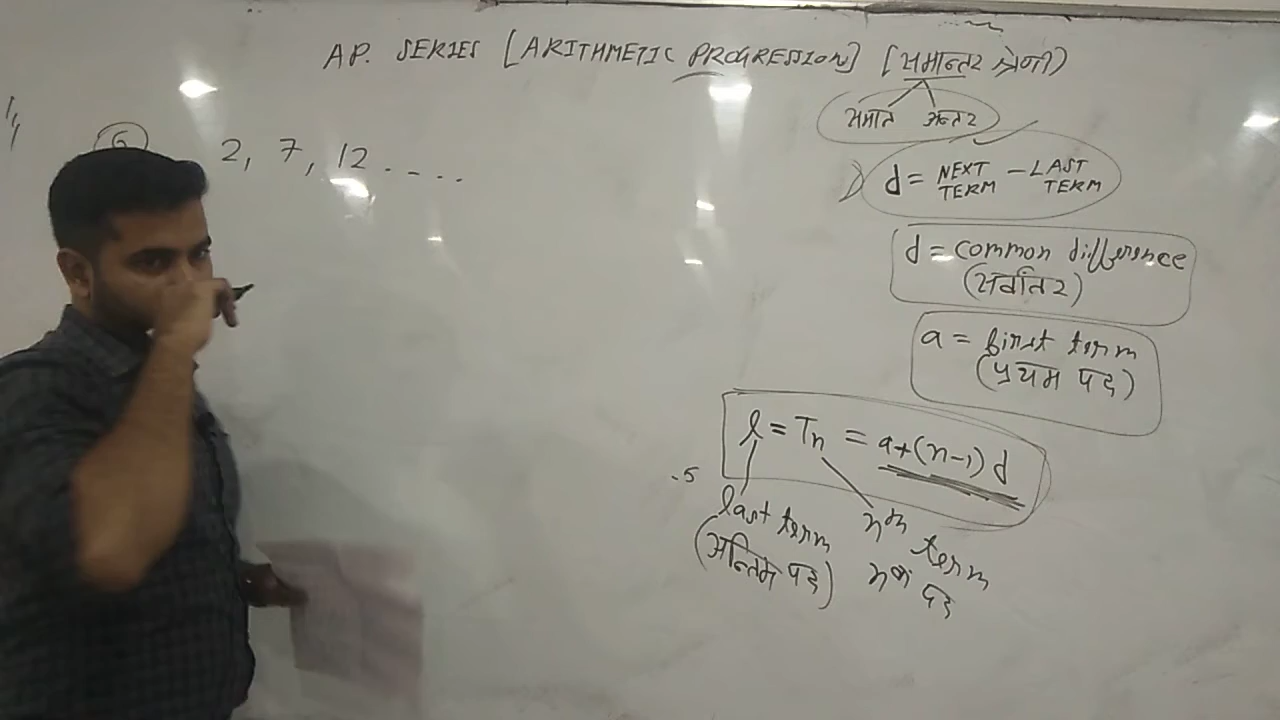 AP. SERIES [ARITHMETIC PROGRESSION] [समान्तर श्रेणी)
समान अन्तर
6
2, 7, 12 - - - .
d = NEXT TERM - LAST TERM
d = common difference
(सर्वान्तर)
a = first term
(प्रथम पद)
l = Tn = a+(n-1) d
.5
last term
(अन्तिम पद)
nth term
nवां पद